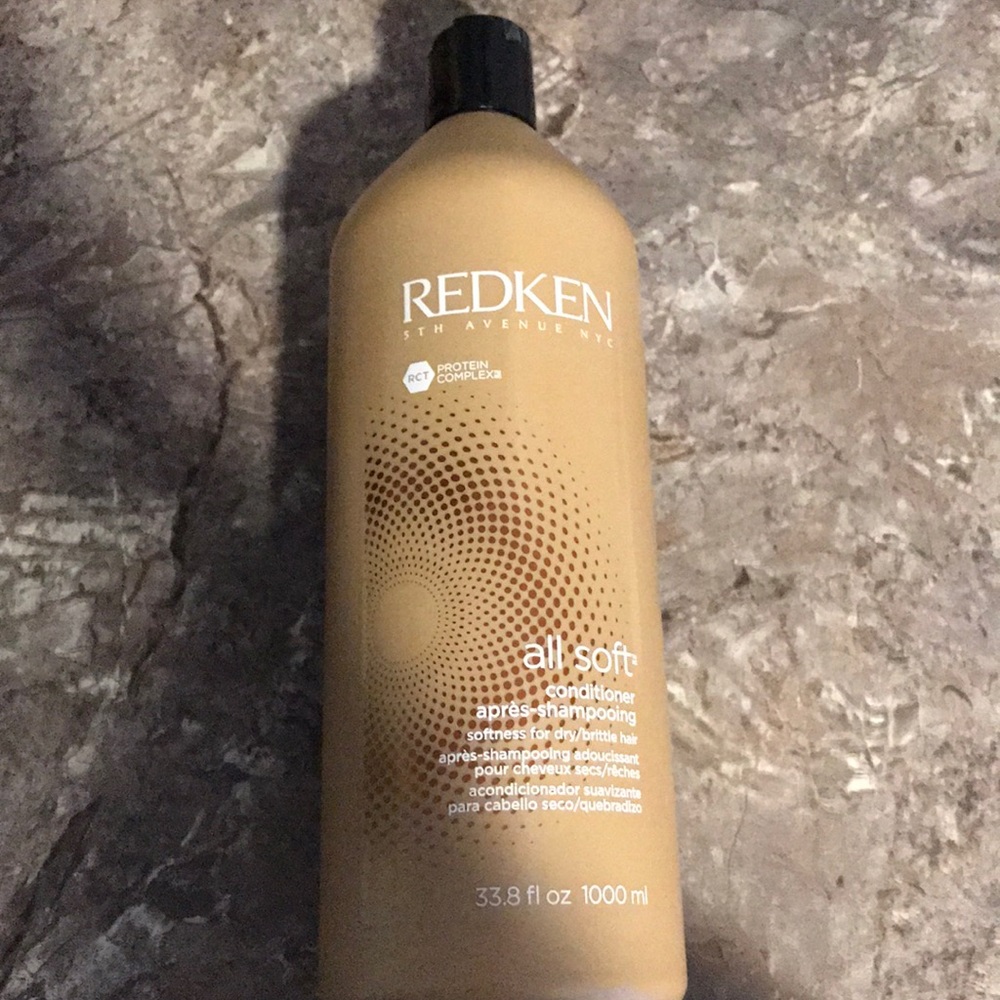 REDKEN
5TH AVENUE NYC
RCT PROTEIN
COMPLEX
all soft
conditioner
après-shampooing
softness for dry/brittle hair
après-shampooing adoucissant
pour cheveux secs/rêches
acondicionador suavizante
para cabello seco/quebradizo
33.8 fl oz 1000 ml